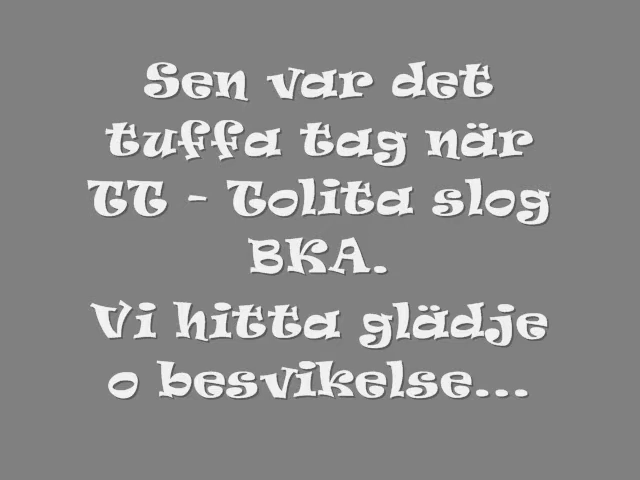 Sen var det
tuffa tag när
TT - Tolita slog
BKA.
Vi hitta glädje
o besvikelse...